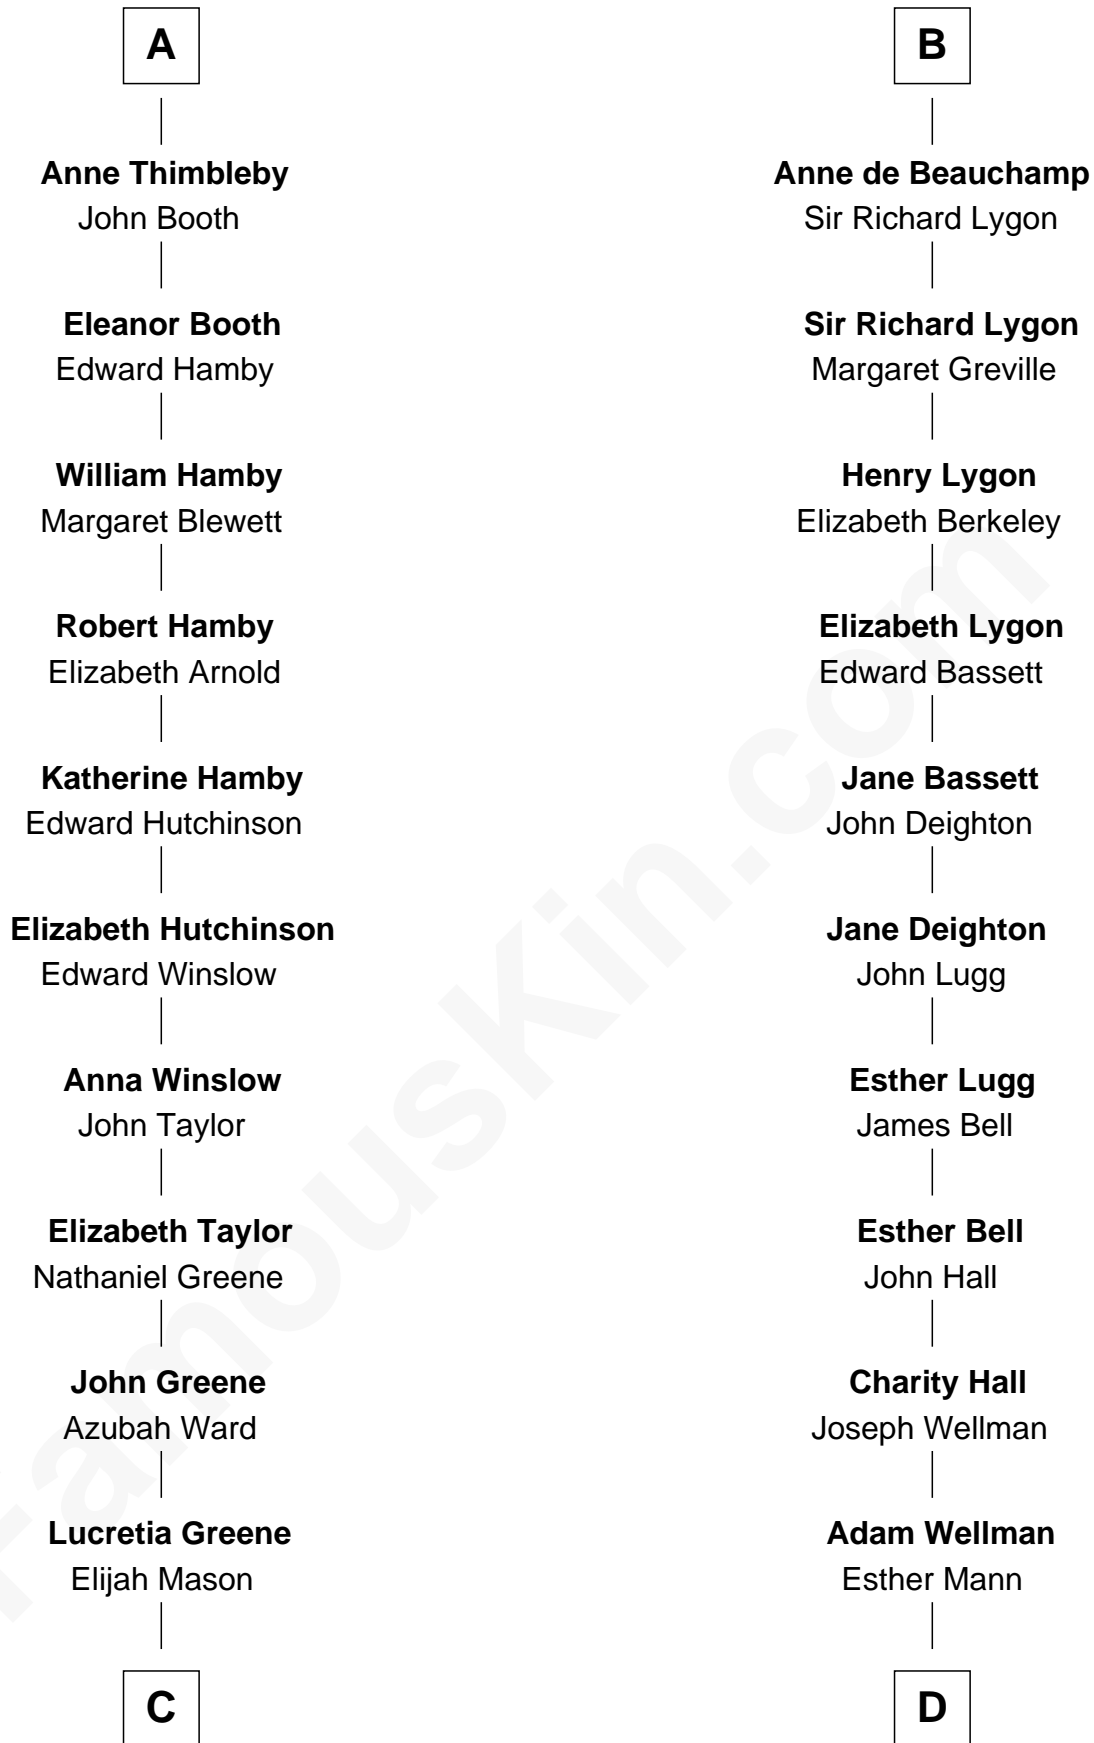 A
Anne Thimbleby
John Booth
Eleanor Booth
Edward Hamby
William Hamby
Margaret Blewett
Robert Hamby
Elizabeth Arnold
Katherine Hamby
Edward Hutchinson
Elizabeth Hutchinson
Edward Winslow
Anna Winslow
John Taylor
Elizabeth Taylor
Nathaniel Greene
John Greene
Azubah Ward
Lucretia Greene
Elijah Mason
C
B
Anne de Beauchamp
Sir Richard Lygon
Sir Richard Lygon
Margaret Greville
Henry Lygon
Elizabeth Berkeley
Elizabeth Lygon
Edward Bassett
Jane Bassett
John Deighton
Jane Deighton
John Lugg
Esther Lugg
James Bell
Esther Bell
John Hall
Charity Hall
Joseph Wellman
Adam Wellman
Esther Mann
D
FamousKin.com